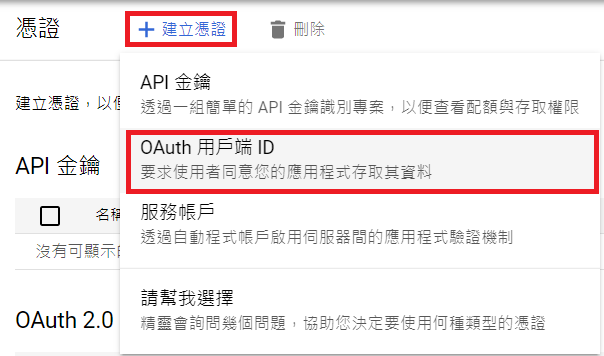 憑證
+ 建立憑證
刪除
API 金鑰
透過一組簡單的 API 金鑰識別專案，以便查看配額與存取權限
建立憑證，以便
OAuth 用戶端 ID
要求使用者同意您的應用程式存取其資料
API 金鑰
服務帳戶
名稱
透過自動程式帳戶啟用伺服器間的應用程式驗證機制
沒有可顯示的
請幫我選擇
精靈會詢問幾個問題，協助您決定要使用何種類型的憑證
OAuth 2.0